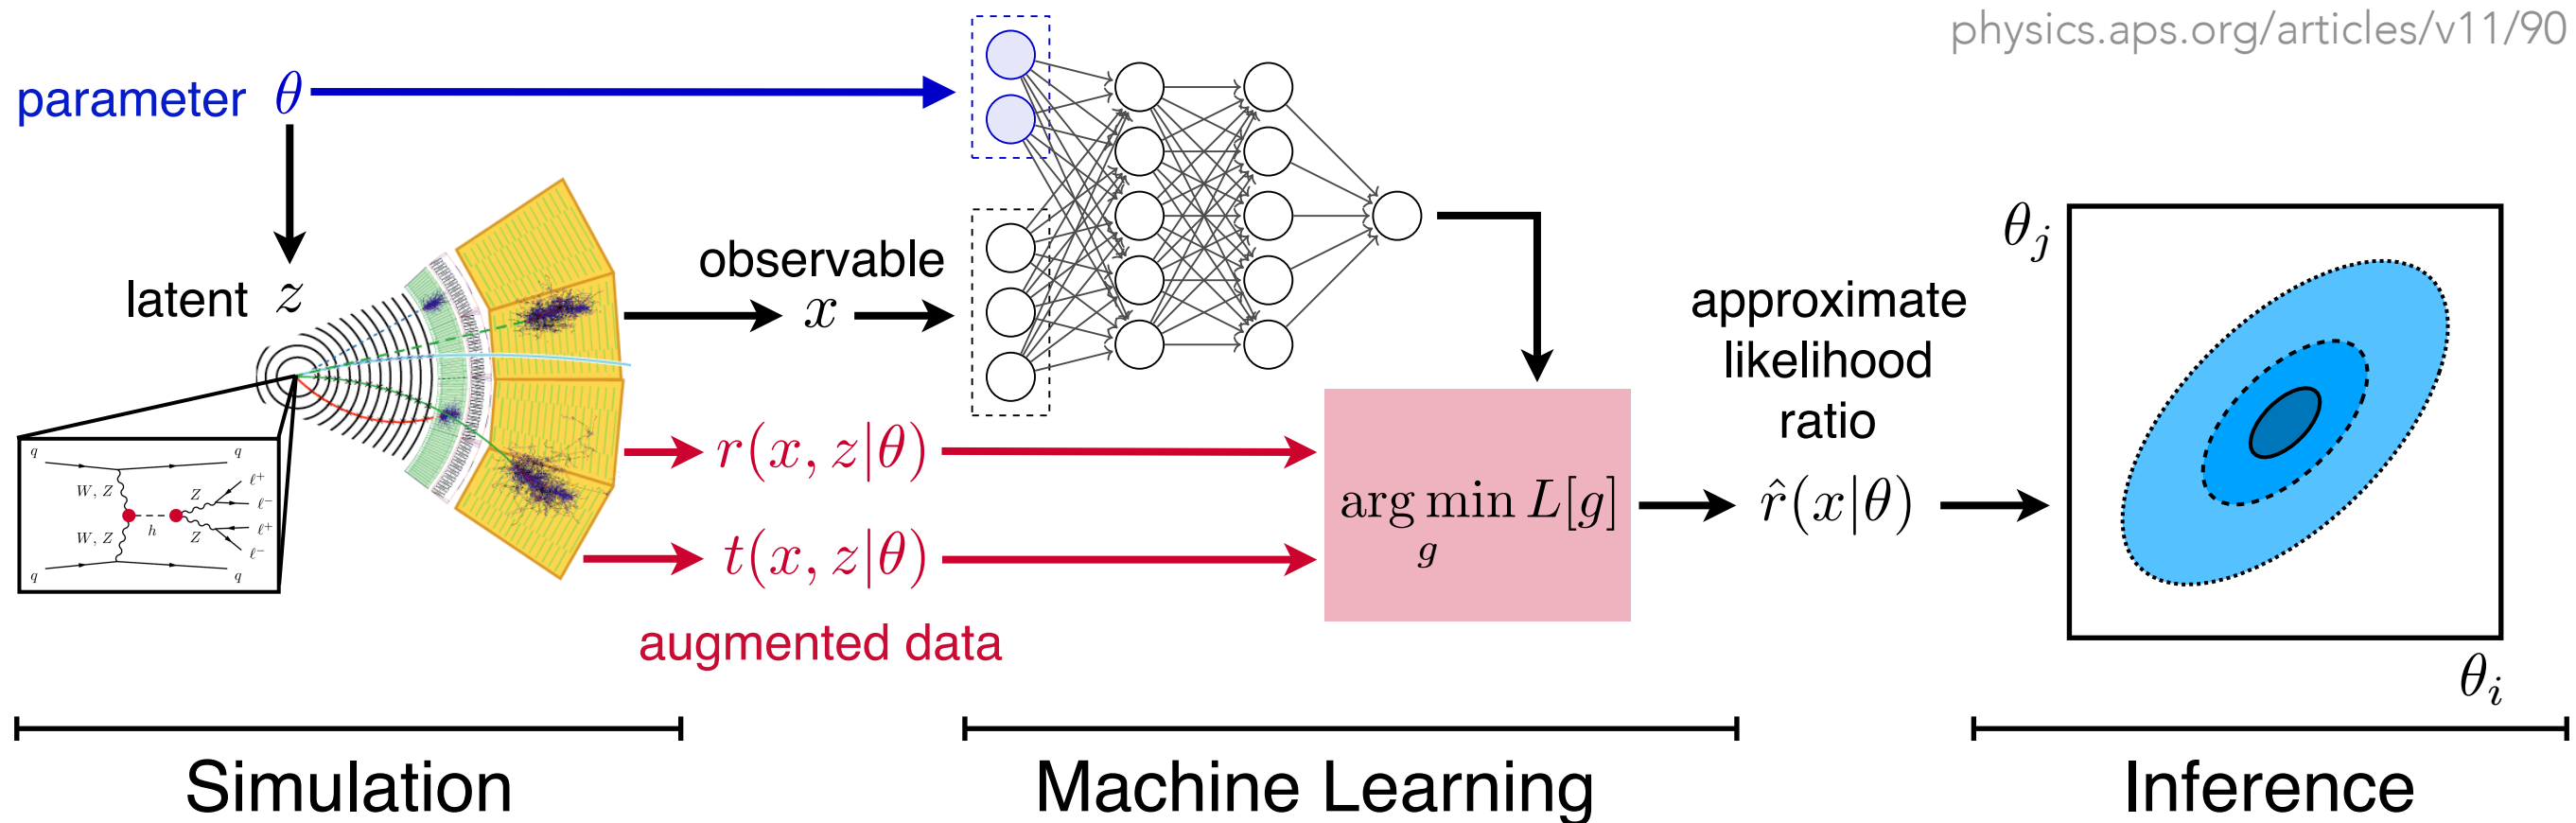 physics.aps.org/articles/v11/90
parameter θ
latent z
observable
x
r(x, z|θ)
t(x, z|θ)
augmented data
arg min L[g]
g
approximate
likelihood
ratio
r̂(x|θ)
θj
θi
q
q
W, Z
Z
ℓ+
ℓ−
h
W, Z
Z
ℓ+
ℓ−
q
q
Simulation
Machine Learning
Inference